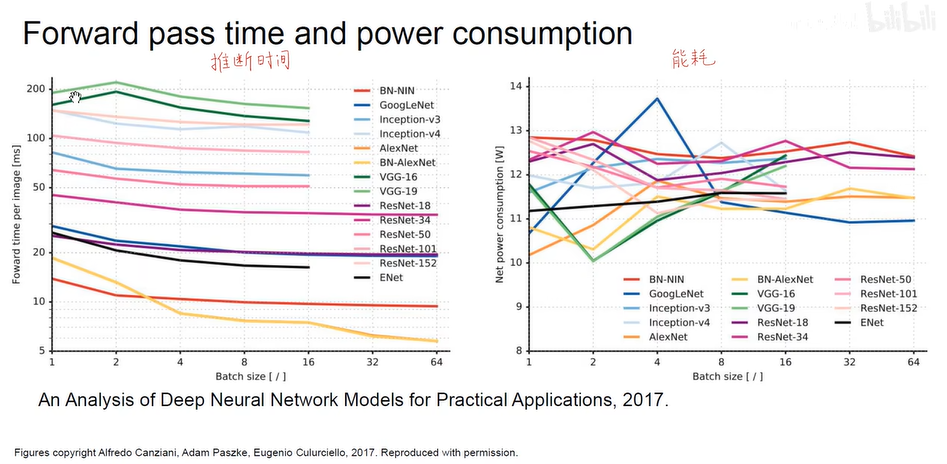 Forward pass time and power consumption
bilibili
推断时间
能耗
Foward time per image [ms]
200
100
50
20
10
5
1
2
4
8
16
32
64
Batch size [ / ]
BN-NIN
GoogLeNet
Inception-v3
Inception-v4
AlexNet
BN-AlexNet
VGG-16
VGG-19
ResNet-18
ResNet-34
ResNet-50
ResNet-101
ResNet-152
ENet
Net power consumption [W]
14
13
12
11
10
9
8
1
2
4
8
16
32
64
Batch size [ / ]
BN-NIN
GoogLeNet
Inception-v3
Inception-v4
AlexNet
BN-AlexNet
VGG-16
VGG-19
ResNet-18
ResNet-34
ResNet-50
ResNet-101
ResNet-152
ENet
An Analysis of Deep Neural Network Models for Practical Applications, 2017.
Figures copyright Alfredo Canziani, Adam Paszke, Eugenio Culurciello, 2017. Reproduced with permission.